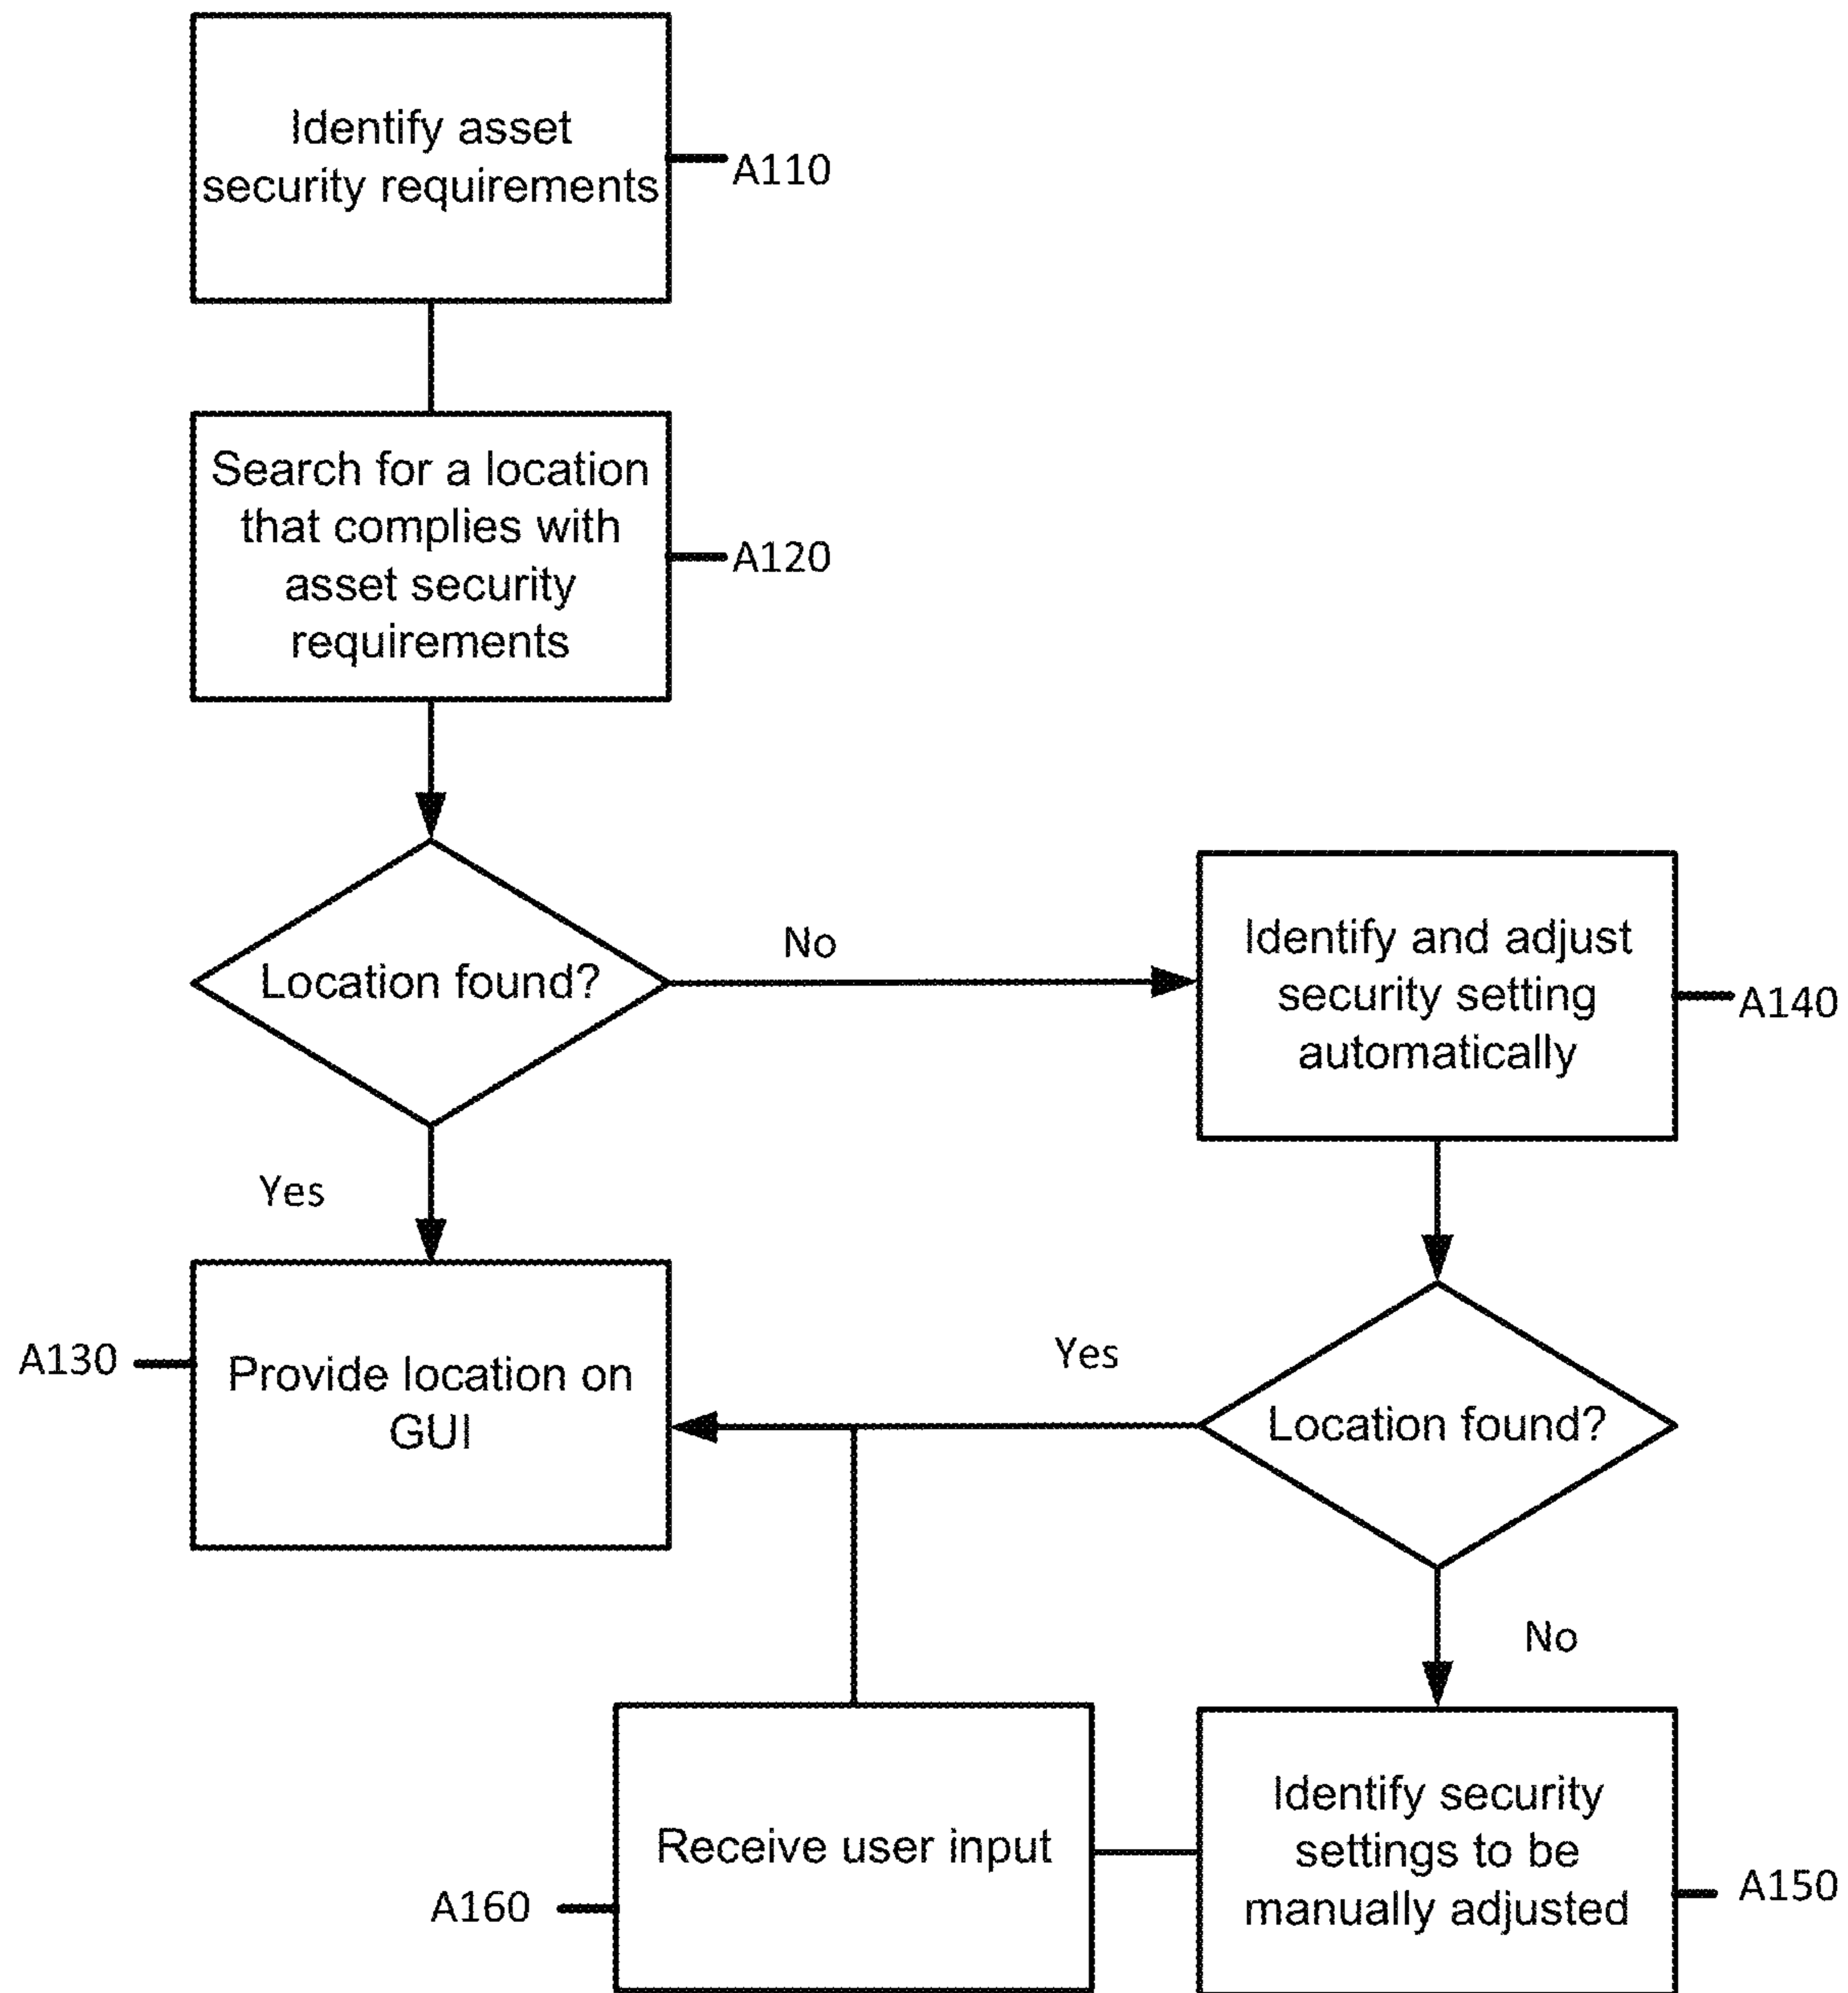 Identify asset
security requirements
A110
Search for a location
that complies with
asset security
requirements
A120
Location found?
No
Identify and adjust
security setting
automatically
A140
Yes
A130
Provide location on
GUI
Yes
Location found?
No
Receive user input
A160
Identify security
settings to be
manually adjusted
A150